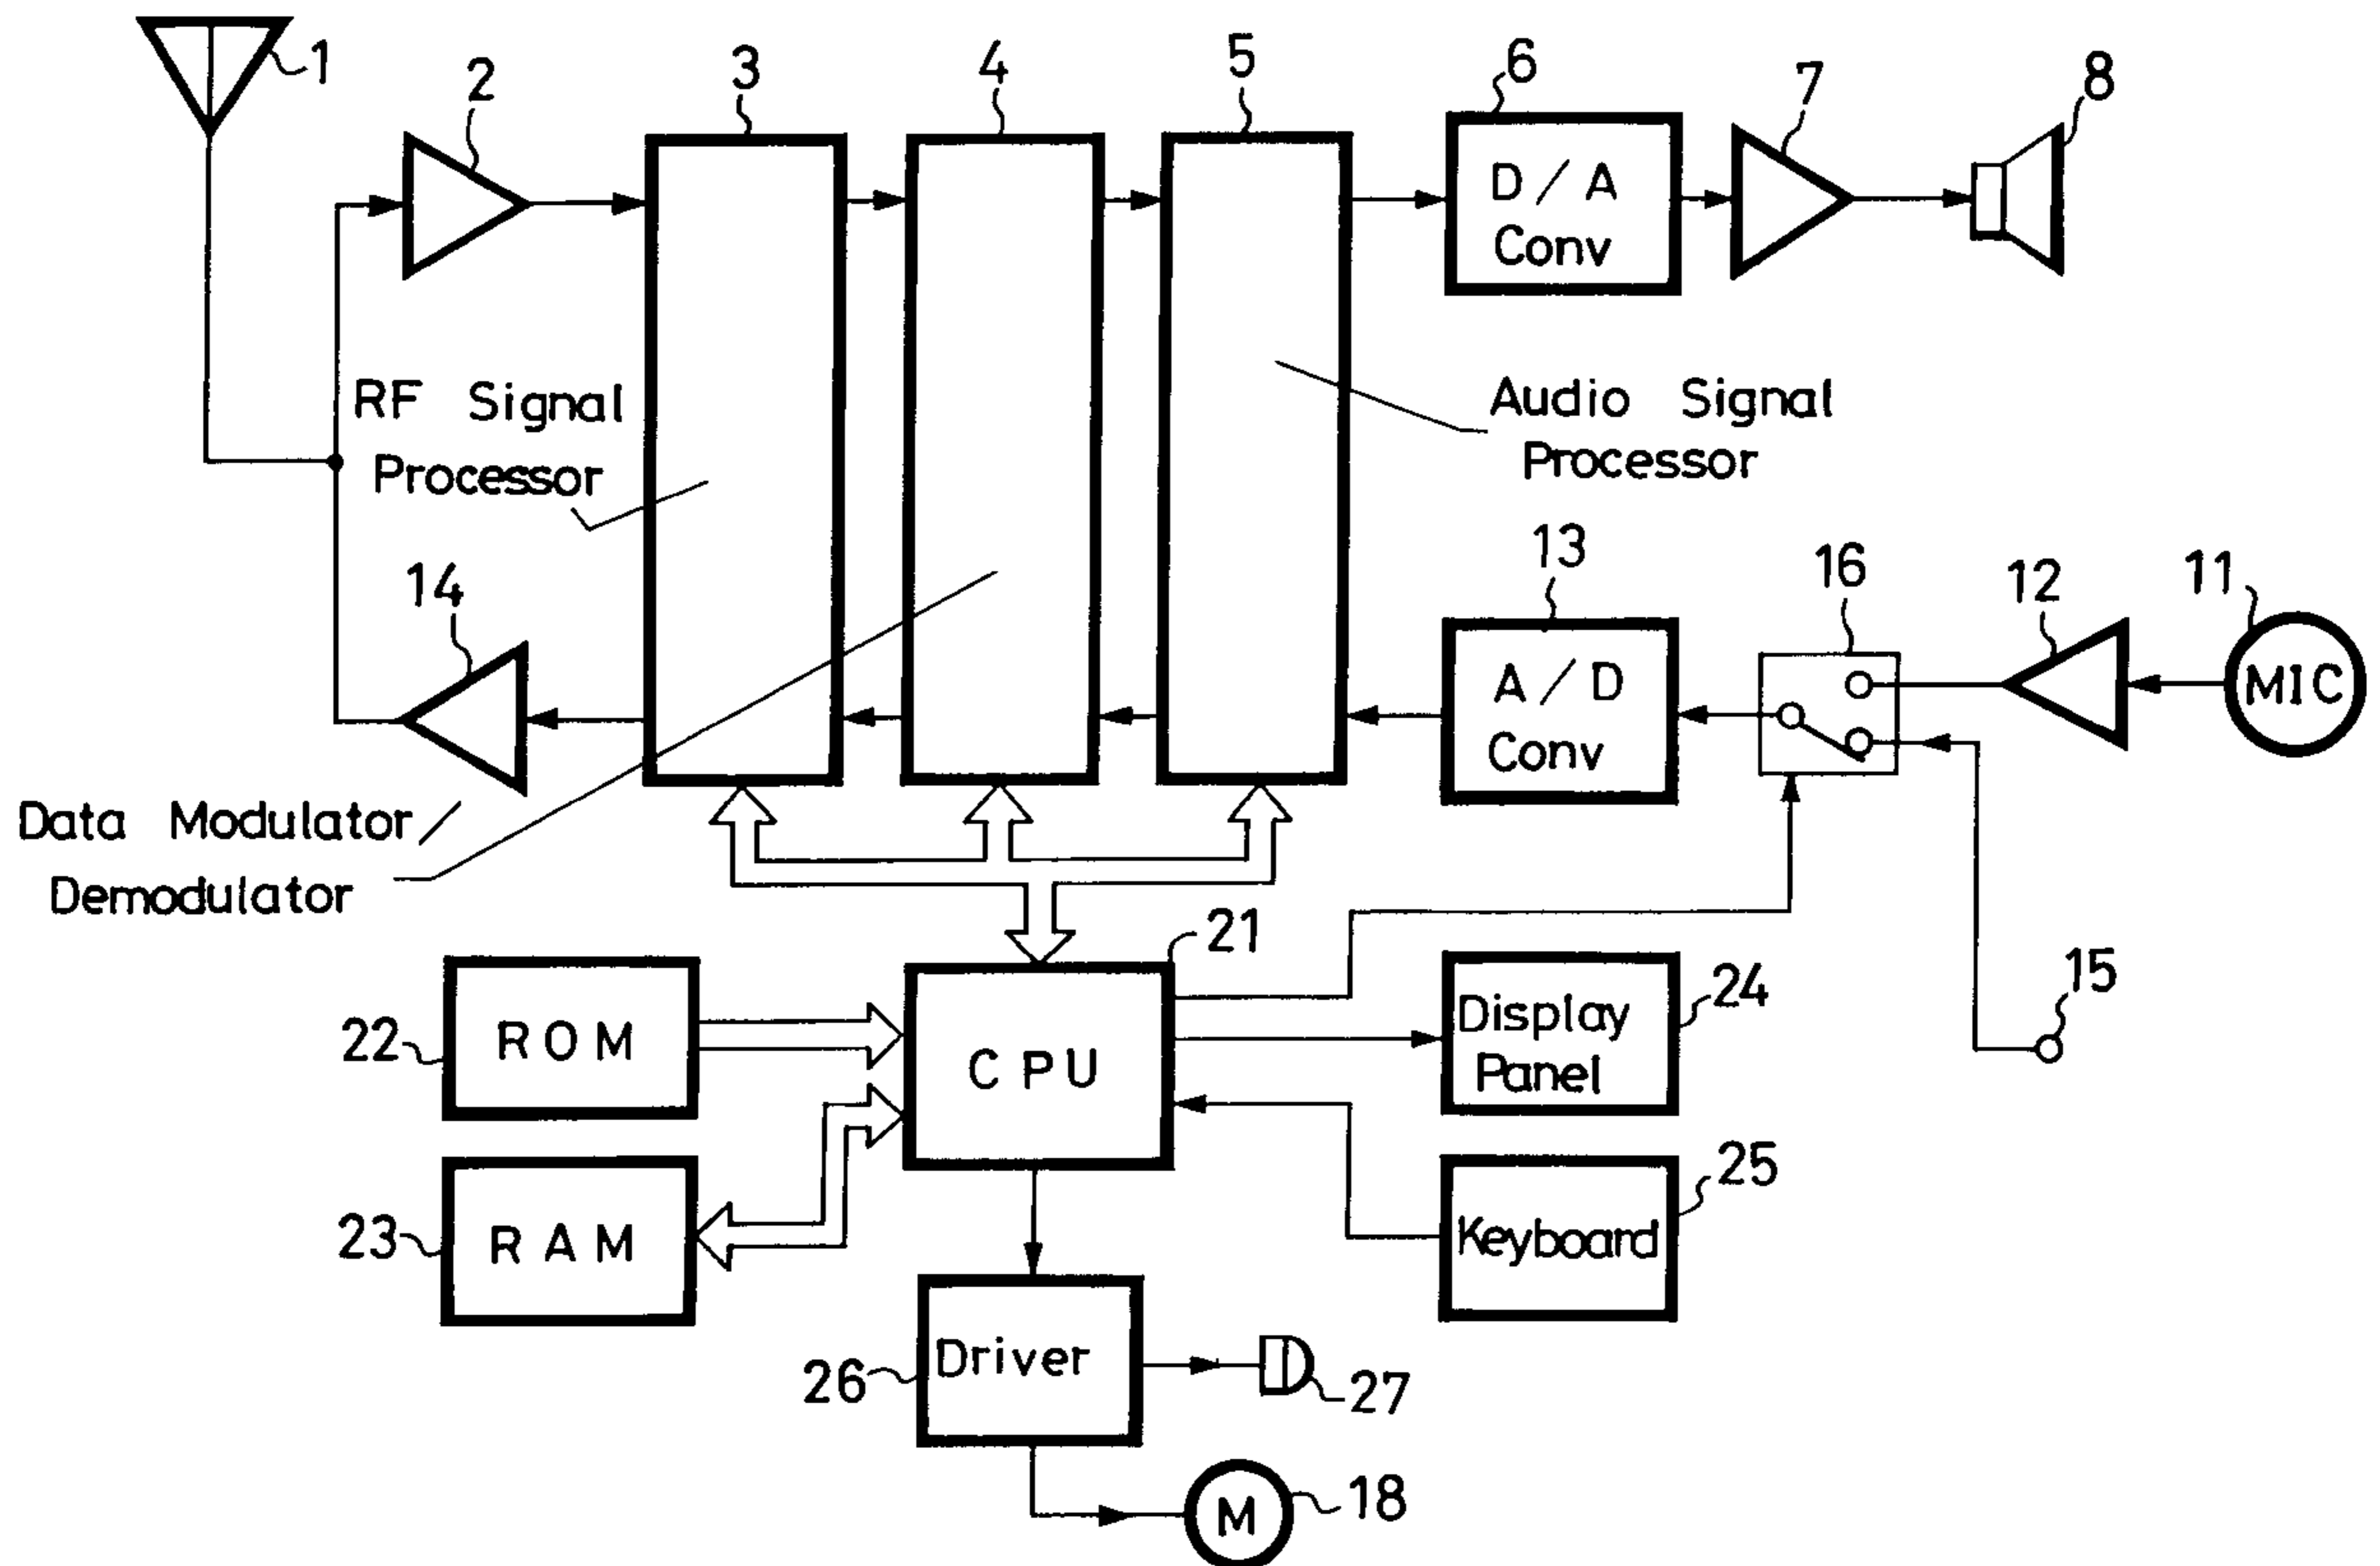 1
2
3
4
5
6
7
8
D/A
Conv
RF Signal
Processor
Audio Signal
Processor
14
13
16
12
11
A/D
Conv
MIC
Data Modulator/
Demodulator
21
15
22
ROM
CPU
Display
Panel
24
23
RAM
Keyboard
25
26
Driver
27
M
18